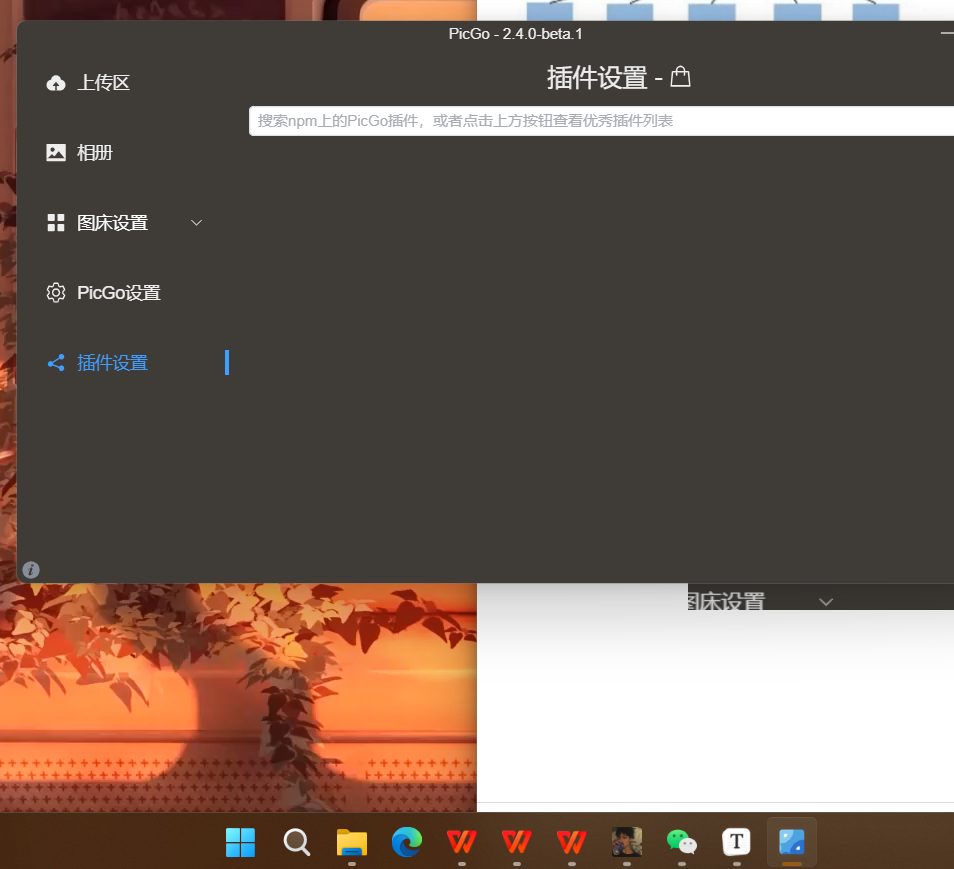 PicGo - 2.4.0-beta.1
上传区
插件设置 -
搜索npm上的PicGo插件，或者点击上方按钮查看优秀插件列表
相册
图床设置
PicGo设置
插件设置
图床设置
T